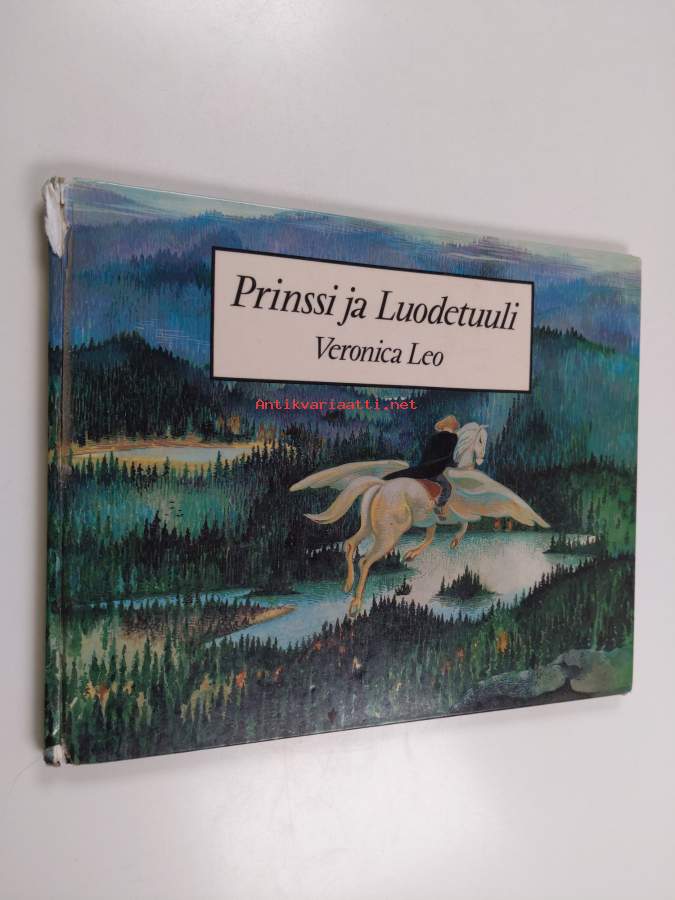 Prinssi ja Luodetuuli
Veronica Leo
Antikvariaatti.net